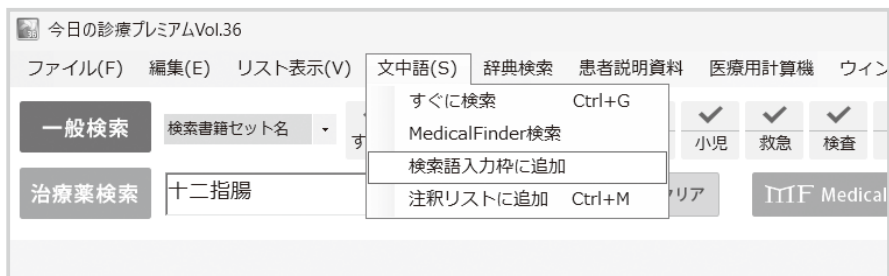 今日の診療プレミアムVol.36
ファイル(F) 編集(E) リスト表示(V) 文中語(S) 辞典検索 患者説明資料 医療用計算機 ウイン
すぐに検索 Ctrl+G
一般検索 検索書籍セット名 す MedicalFinder検索 小児 救急 検査
検索語入力枠に追加
治療薬検索 十二指腸 注釈リストに追加 Ctrl+M リア MF Medical